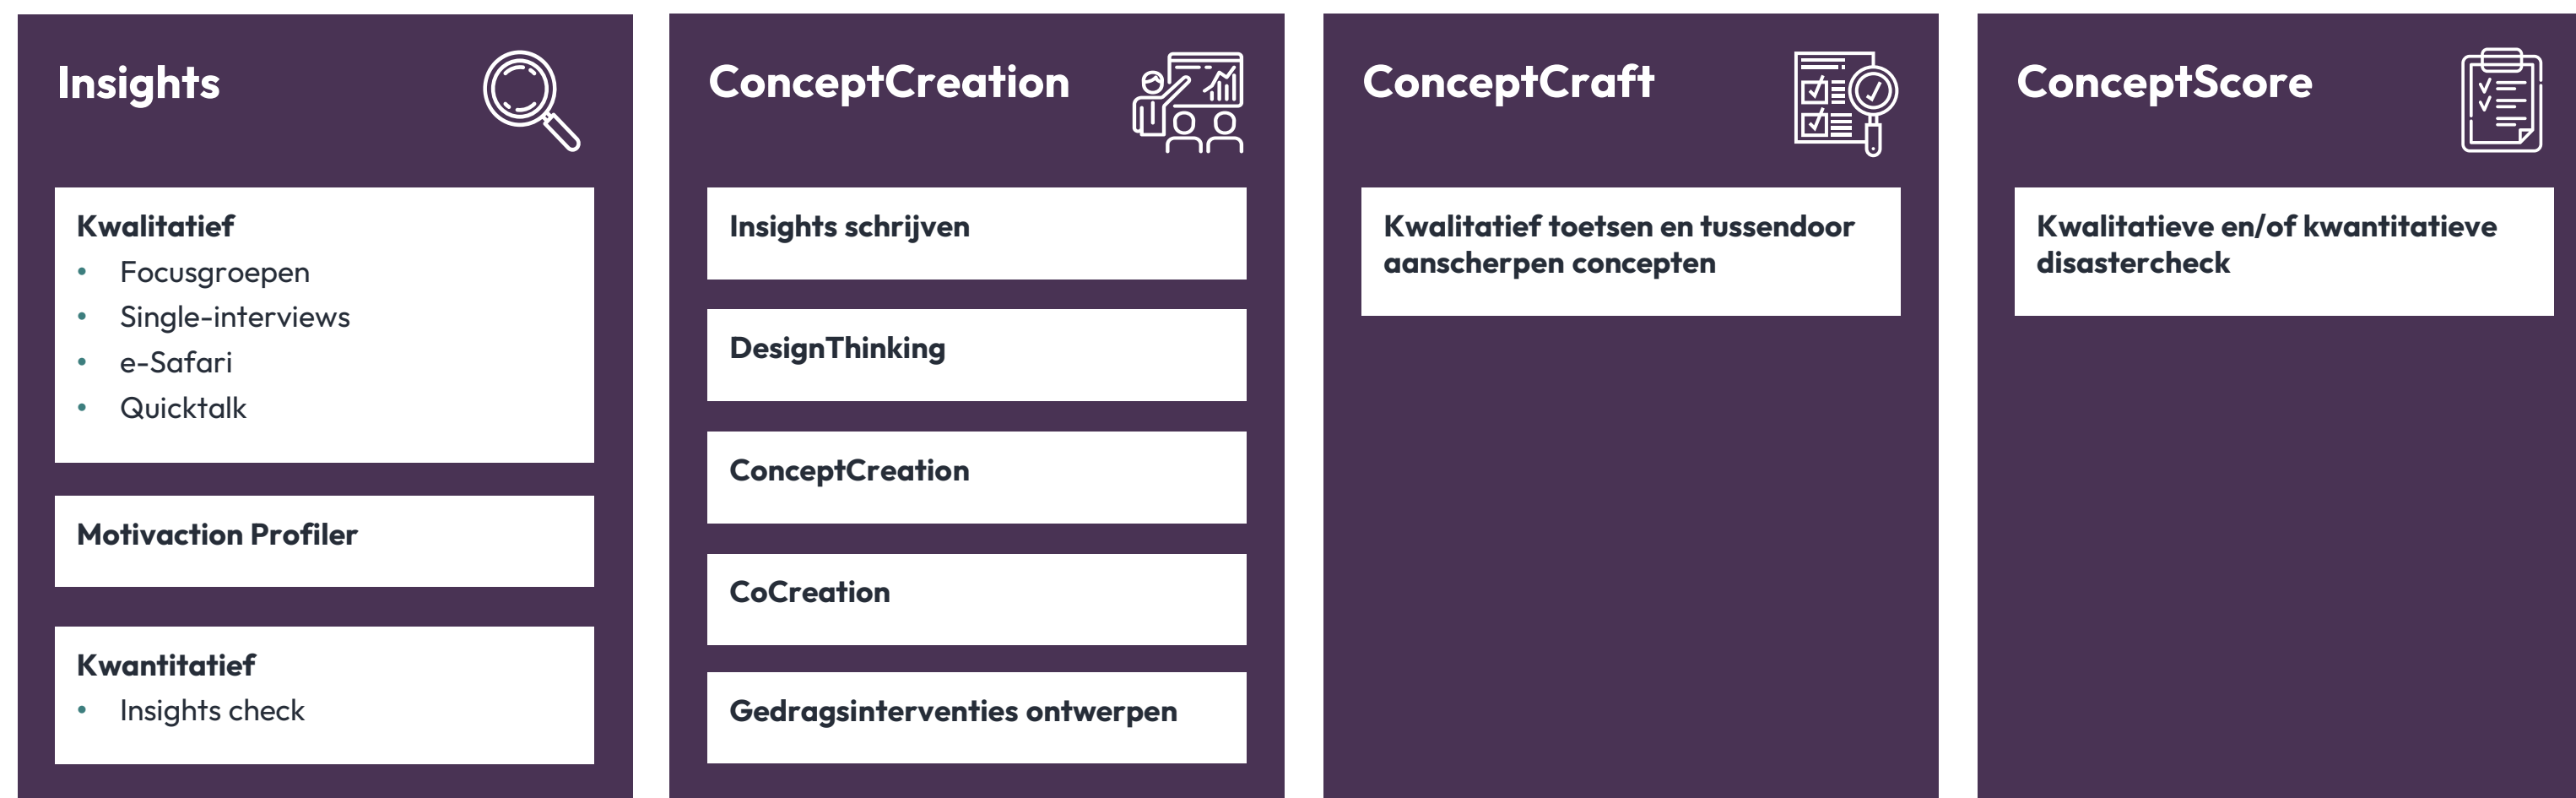 Insights
Kwalitatief
• Focusgroepen
• Single-interviews
• e-Safari
• Quicktalk
Motivaction Profiler
Kwantitatief
• Insights check
ConceptCreation
Insights schrijven
DesignThinking
ConceptCreation
CoCreation
Gedragsinterventies ontwerpen
ConceptCraft
Kwalitatief toetsen en tussendoor
aanscherpen concepten
ConceptScore
Kwalitatieve en/of kwantitatieve
disastercheck